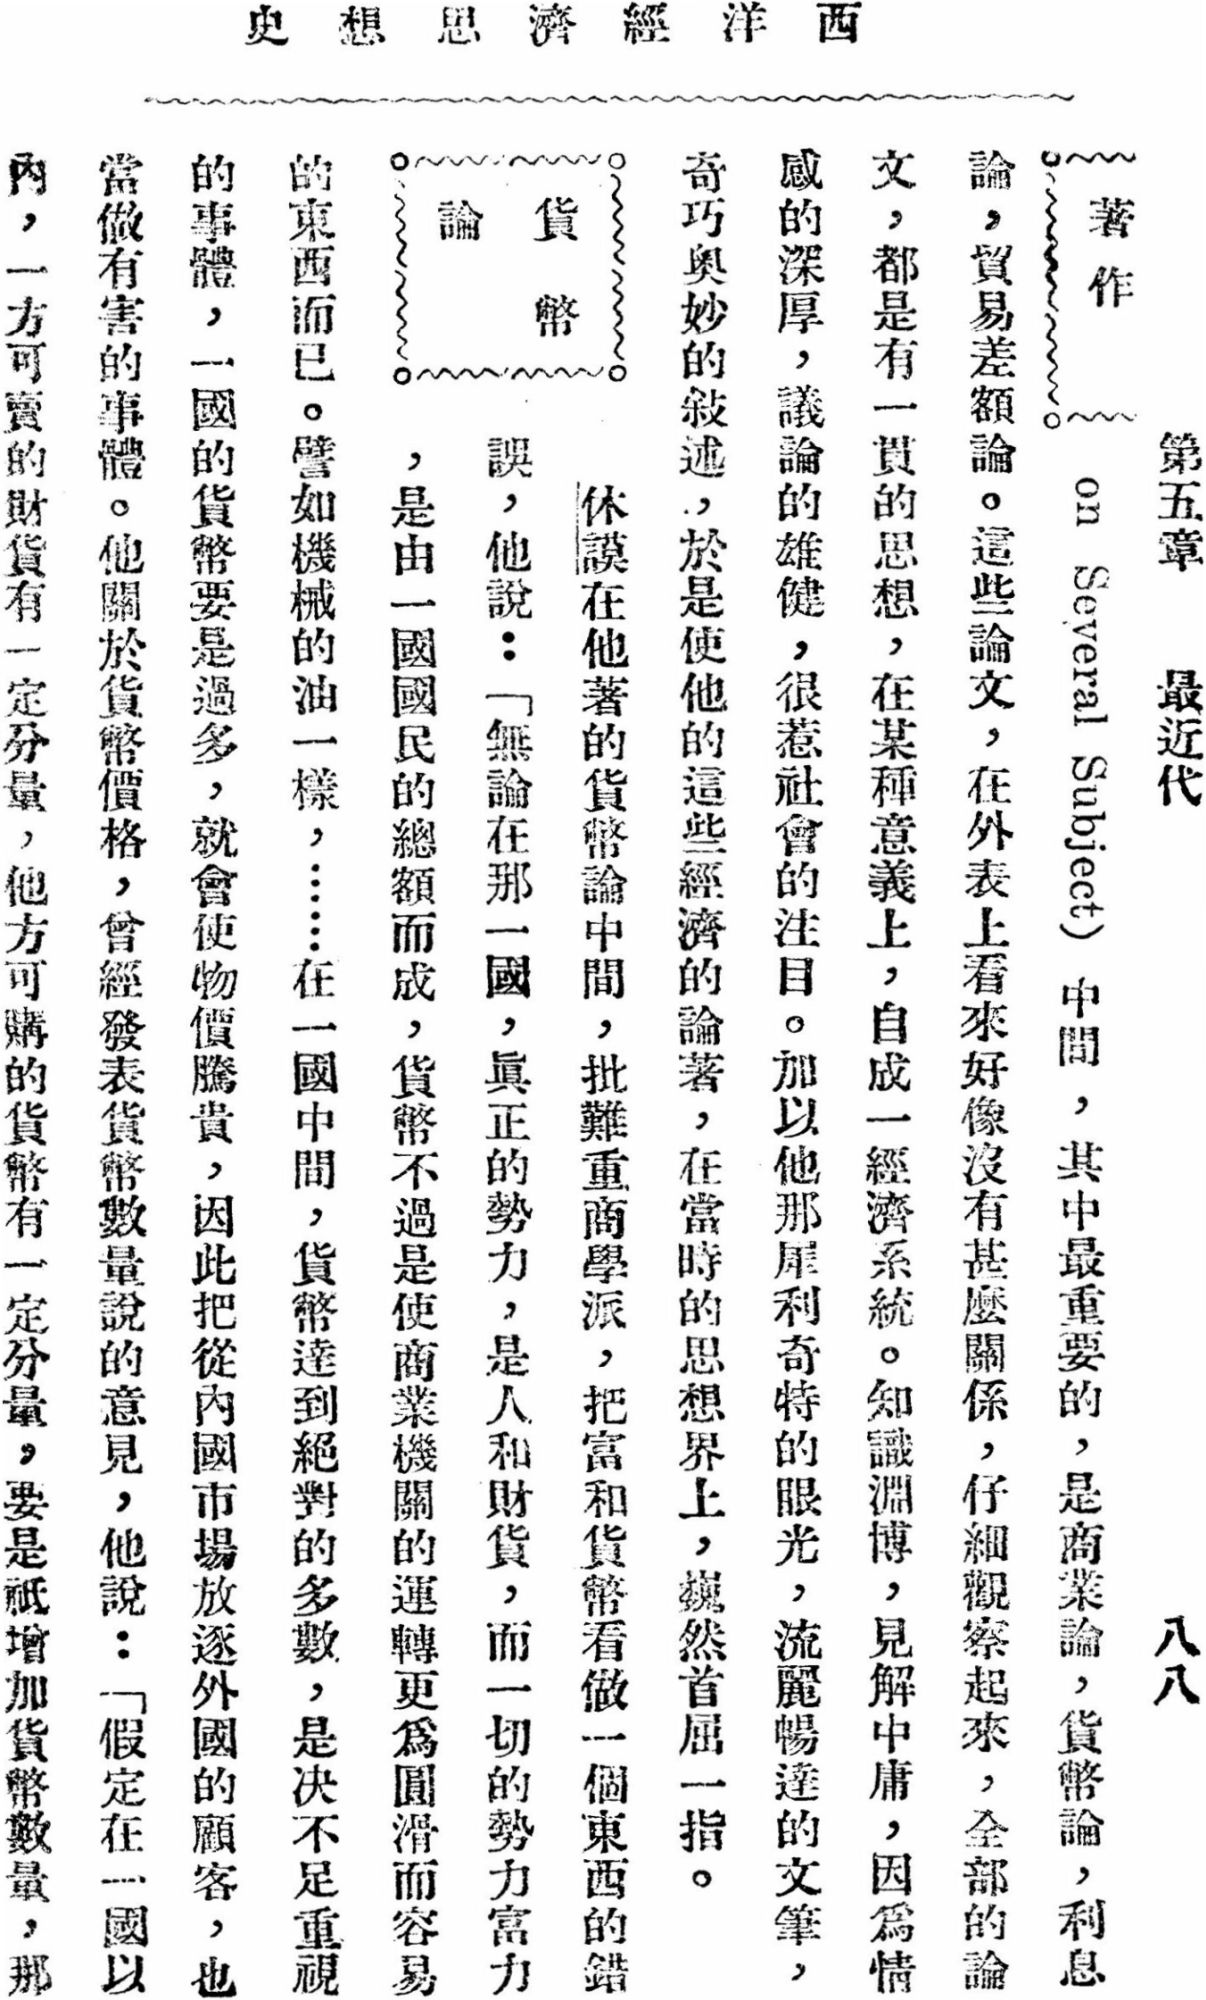 西洋經濟思想史
第五章　最近代　八八
著作
on Several Subject) 中間，其中最重要的，是商業論，貨幣論，利息
論，貿易差額論。這些論文，在外表上看來好像沒有甚麼關係，仔細觀察起來，全部的論
文，都是有一貫的思想，在某種意義上，自成一經濟系統。知識淵博，見解中庸，因爲情
感的深厚，議論的雄健，很惹社會的注目。加以他那犀利奇特的眼光，流麗暢達的文筆，
奇巧奥妙的敍述，於是使他的這些經濟的論著，在當時的思想界上，巍然首屈一指。
貨幣
論
休謨在他著的貨幣論中間，批難重商學派，把富和貨幣看做一個東西的錯
誤，他說：「無論在那一國，眞正的勢力，是人和財貨，而一切的勢力富力
，是由一國國民的總額而成，貨幣不過是使商業機關的運轉更爲圓滑而容易
的東西而已。譬如機械的油一樣，……在一國中間，貨幣達到絕對的多數，是决不足重視
的事體，一國的貨幣要是過多，就會使物價騰貴，因此把從內國市場放逐外國的顧客，也
當做有害的事體。他關於貨幣價格，曾經發表貨幣數量說的意見，他說：「假定在一國以
內，一方可賣的財貨有一定分量，他方可購的貨幣有一定分量，要是祇增加貨幣數量，那